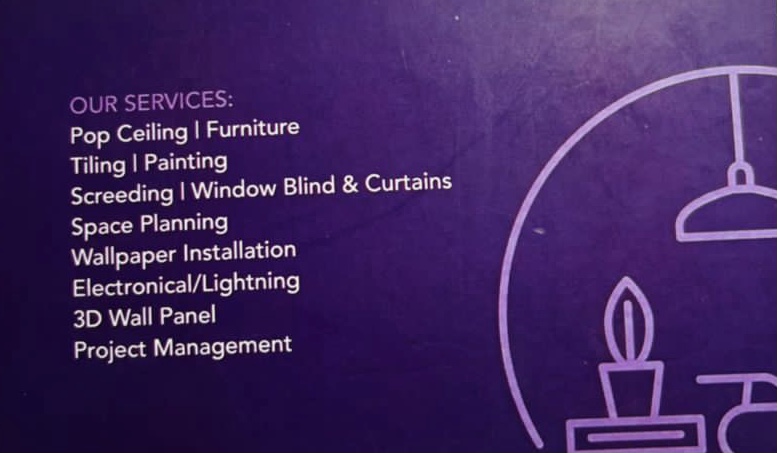 OUR SERVICES:
Pop Ceiling | Furniture
Tiling | Painting
Screeding | Window Blind & Curtains
Space Planning
Wallpaper Installation
Electronical/Lightning
3D Wall Panel
Project Management